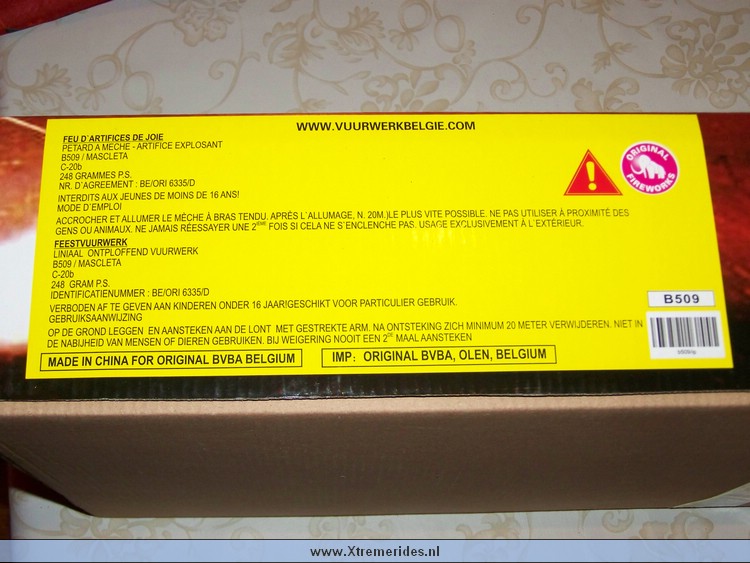 WWW.VUURWERKBELGIE.COM
FEU D`ARTIFICES DE JOIE
PETARD A MECHE - ARTIFICE EXPLOSANT
B509 / MASCLETA
C-20b
248 GRAMMES P.S.
NR. D`AGREEMENT : BE/ORI 6335/D
INTERDITS AUX JEUNES DE MOINS DE 16 ANS!
MODE D`EMPLOI
ACCROCHER ET ALLUMER LE MÈCHE À BRAS TENDU. APRÈS L`ALLUMAGE, N. 20M.)LE PLUS VITE POSSIBLE. NE PAS UTILISER À PROXIMITÉ DES
GENS OU ANIMAUX. NE JAMAIS RÉESSAYER UNE 2ième FOIS SI CELA NE S`ENCLENCHE PAS. USAGE EXCLUSIVEMENT À L`EXTÉRIEUR.
FEESTVUURWERK
LINIAAL ONTPLOFFEND VUURWERK
B509 / MASCLETA
C-20b
248 GRAM P.S.
IDENTIFICATIENUMMER : BE/ORI 6335/D
VERBODEN AF TE GEVEN AAN KINDEREN ONDER 16 JAAR!GESCHIKT VOOR PARTICULIER GEBRUIK.
GEBRUIKSAANWIJZING
OP DE GROND LEGGEN EN AANSTEKEN AAN DE LONT MET GESTREKTE ARM. NA ONTSTEKING ZICH MINIMUM 20 METER VERWIJDEREN. NIET IN
DE NABIJHEID VAN MENSEN OF DIEREN GEBRUIKEN. BIJ WEIGERING NOOIT EEN 2de MAAL AANSTEKEN
MADE IN CHINA FOR ORIGINAL BVBA BELGIUM
IMP: ORIGINAL BVBA, OLEN, BELGIUM
ORIGINAL
FIREWORKS
B509
www.Xtremerides.nl